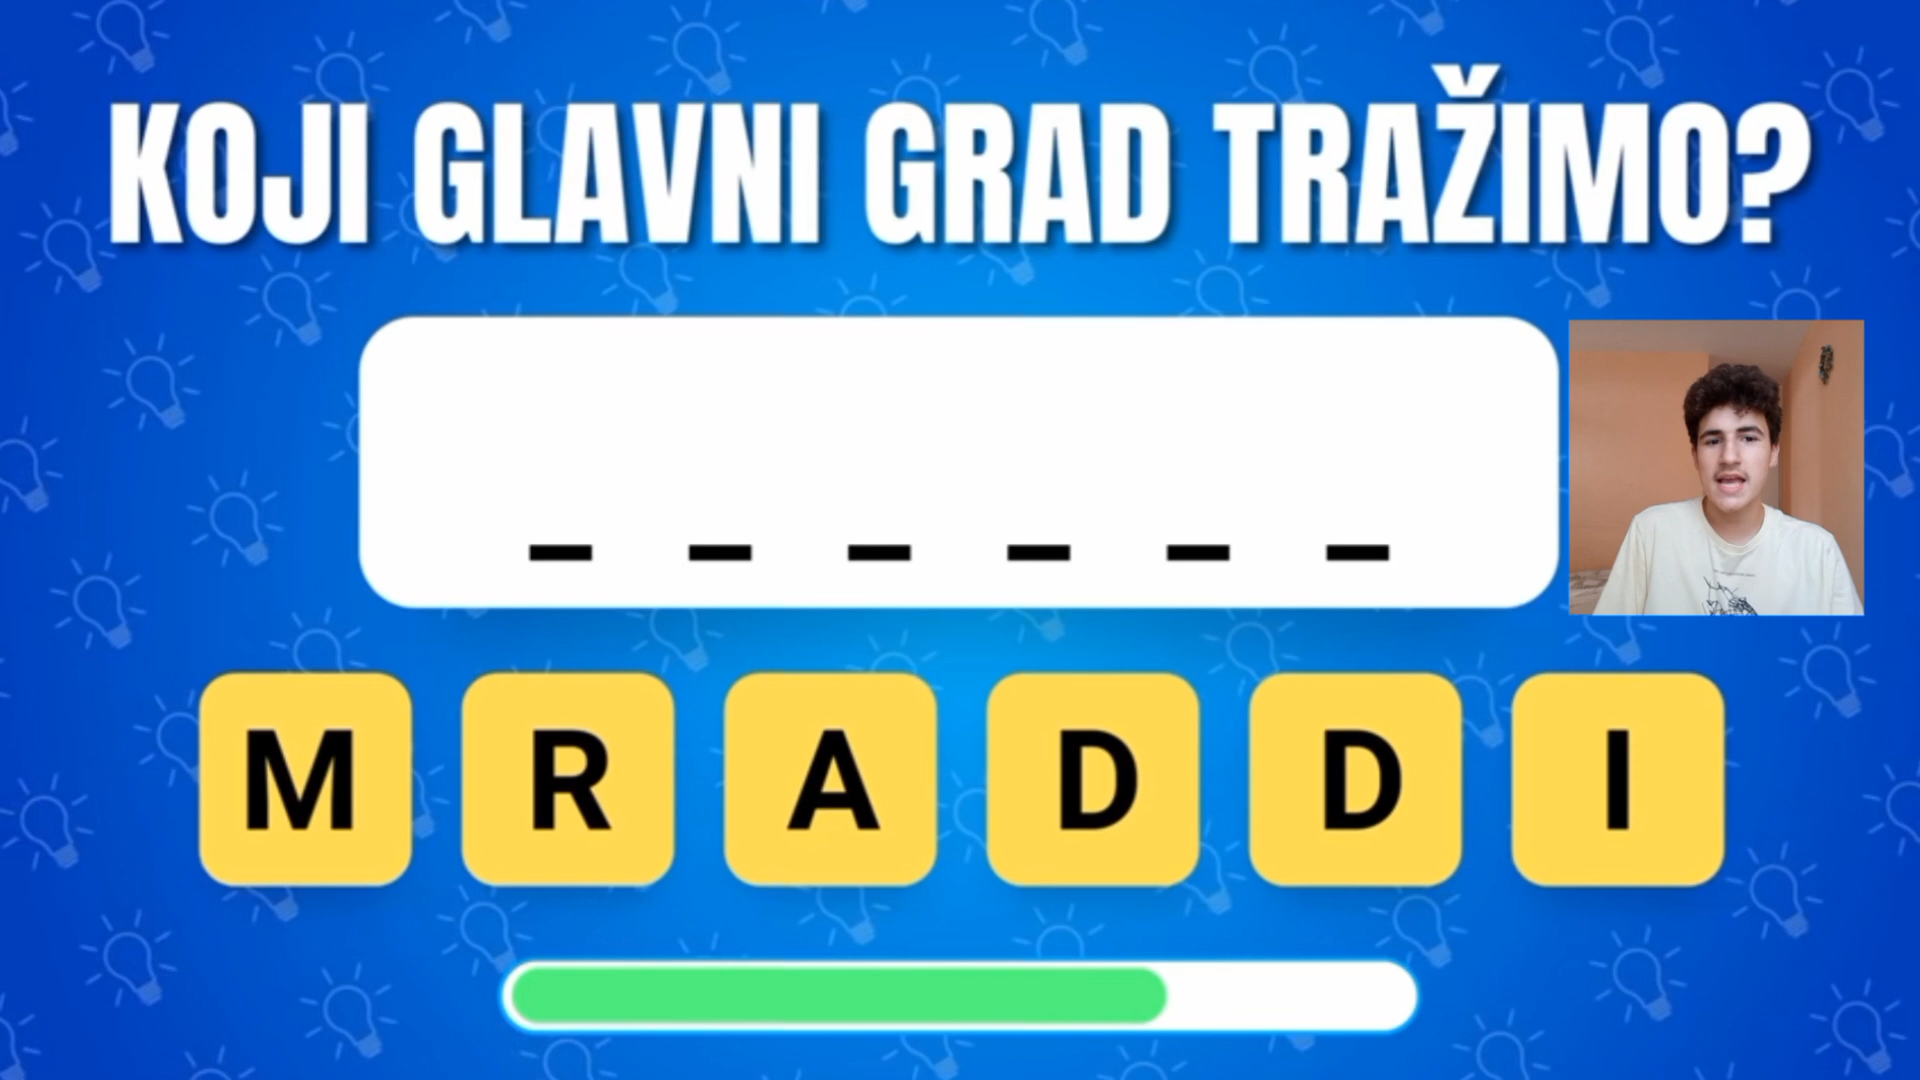 KOJI GLAVNI GRAD TRAŽIMO?
_ _ _ _ _ _
M R A D D I